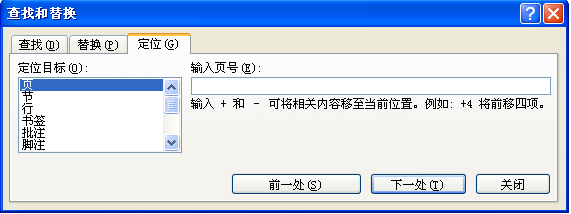 查找和替换
查找(D) 替换(P) 定位(G)
定位目标(O): 输入页号(E):
页
节
行
书签
批注
脚注
输入 + 和 - 可将相关内容移至当前位置。例如: +4 将前移四项。
前一处(S) 下一处(T) 关闭